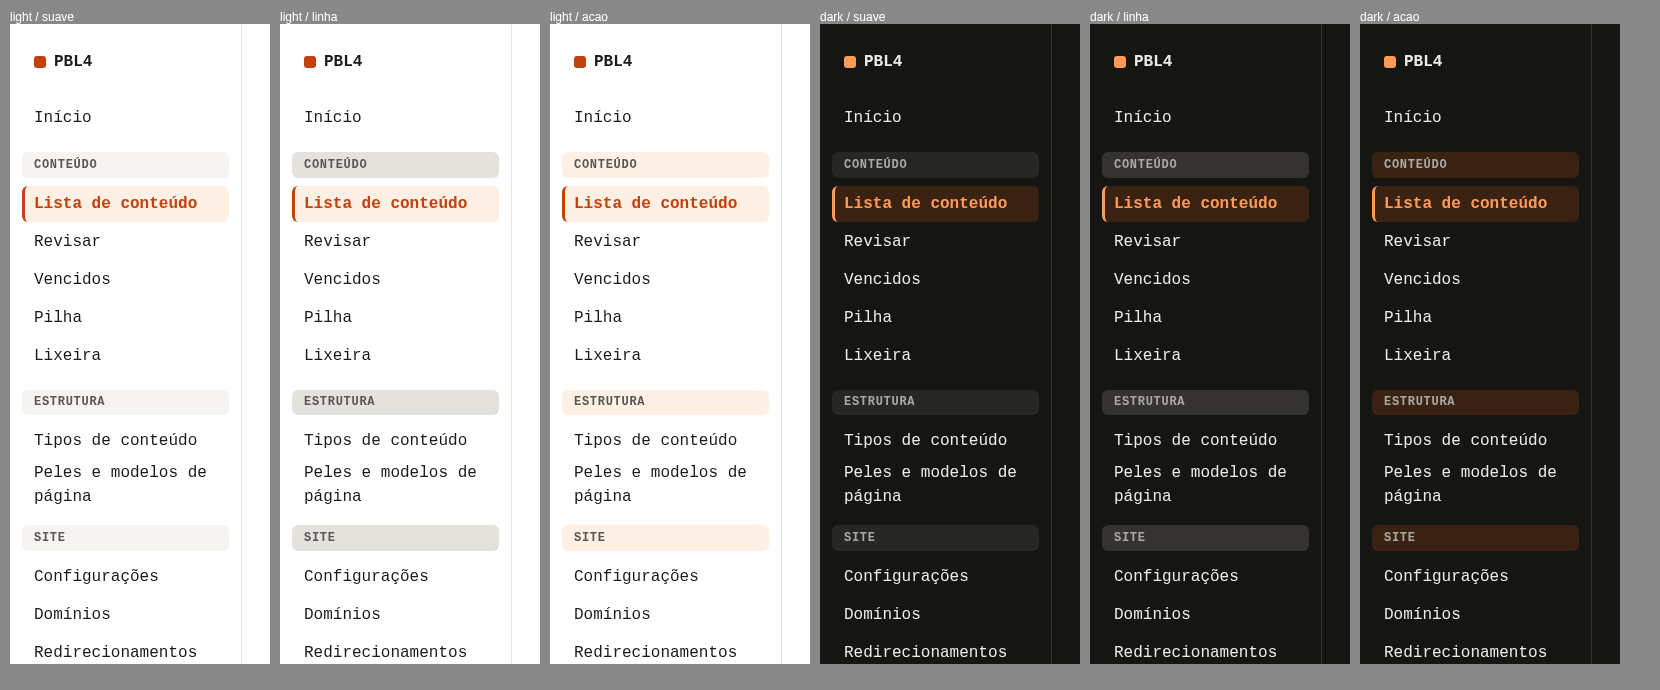 light / suave
PBL4
Início
CONTEÚDO
Lista de conteúdo
Revisar
Vencidos
Pilha
Lixeira
ESTRUTURA
Tipos de conteúdo
Peles e modelos de
página
SITE
Configurações
Domínios
Redirecionamentos
light / linha
PBL4
Início
CONTEÚDO
Lista de conteúdo
Revisar
Vencidos
Pilha
Lixeira
ESTRUTURA
Tipos de conteúdo
Peles e modelos de
página
SITE
Configurações
Domínios
Redirecionamentos
light / acao
PBL4
Início
CONTEÚDO
Lista de conteúdo
Revisar
Vencidos
Pilha
Lixeira
ESTRUTURA
Tipos de conteúdo
Peles e modelos de
página
SITE
Configurações
Domínios
Redirecionamentos
dark / suave
PBL4
Início
CONTEÚDO
Lista de conteúdo
Revisar
Vencidos
Pilha
Lixeira
ESTRUTURA
Tipos de conteúdo
Peles e modelos de
página
SITE
Configurações
Domínios
Redirecionamentos
dark / linha
PBL4
Início
CONTEÚDO
Lista de conteúdo
Revisar
Vencidos
Pilha
Lixeira
ESTRUTURA
Tipos de conteúdo
Peles e modelos de
página
SITE
Configurações
Domínios
Redirecionamentos
dark / acao
PBL4
Início
CONTEÚDO
Lista de conteúdo
Revisar
Vencidos
Pilha
Lixeira
ESTRUTURA
Tipos de conteúdo
Peles e modelos de
página
SITE
Configurações
Domínios
Redirecionamentos